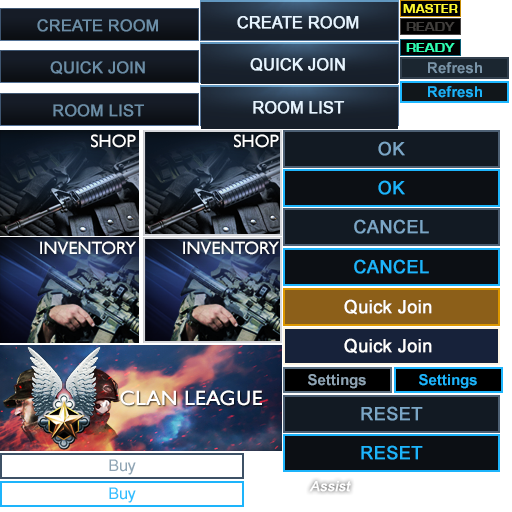 CREATE ROOM
CREATE ROOM
MASTER
READY
READY
QUICK JOIN
QUICK JOIN
Refresh
Refresh
ROOM LIST
ROOM LIST
SHOP
SHOP
OK
OK
CANCEL
INVENTORY
INVENTORY
CANCEL
Quick Join
Quick Join
Settings
Settings
CLAN LEAGUE
RESET
RESET
Buy
Buy
Assist